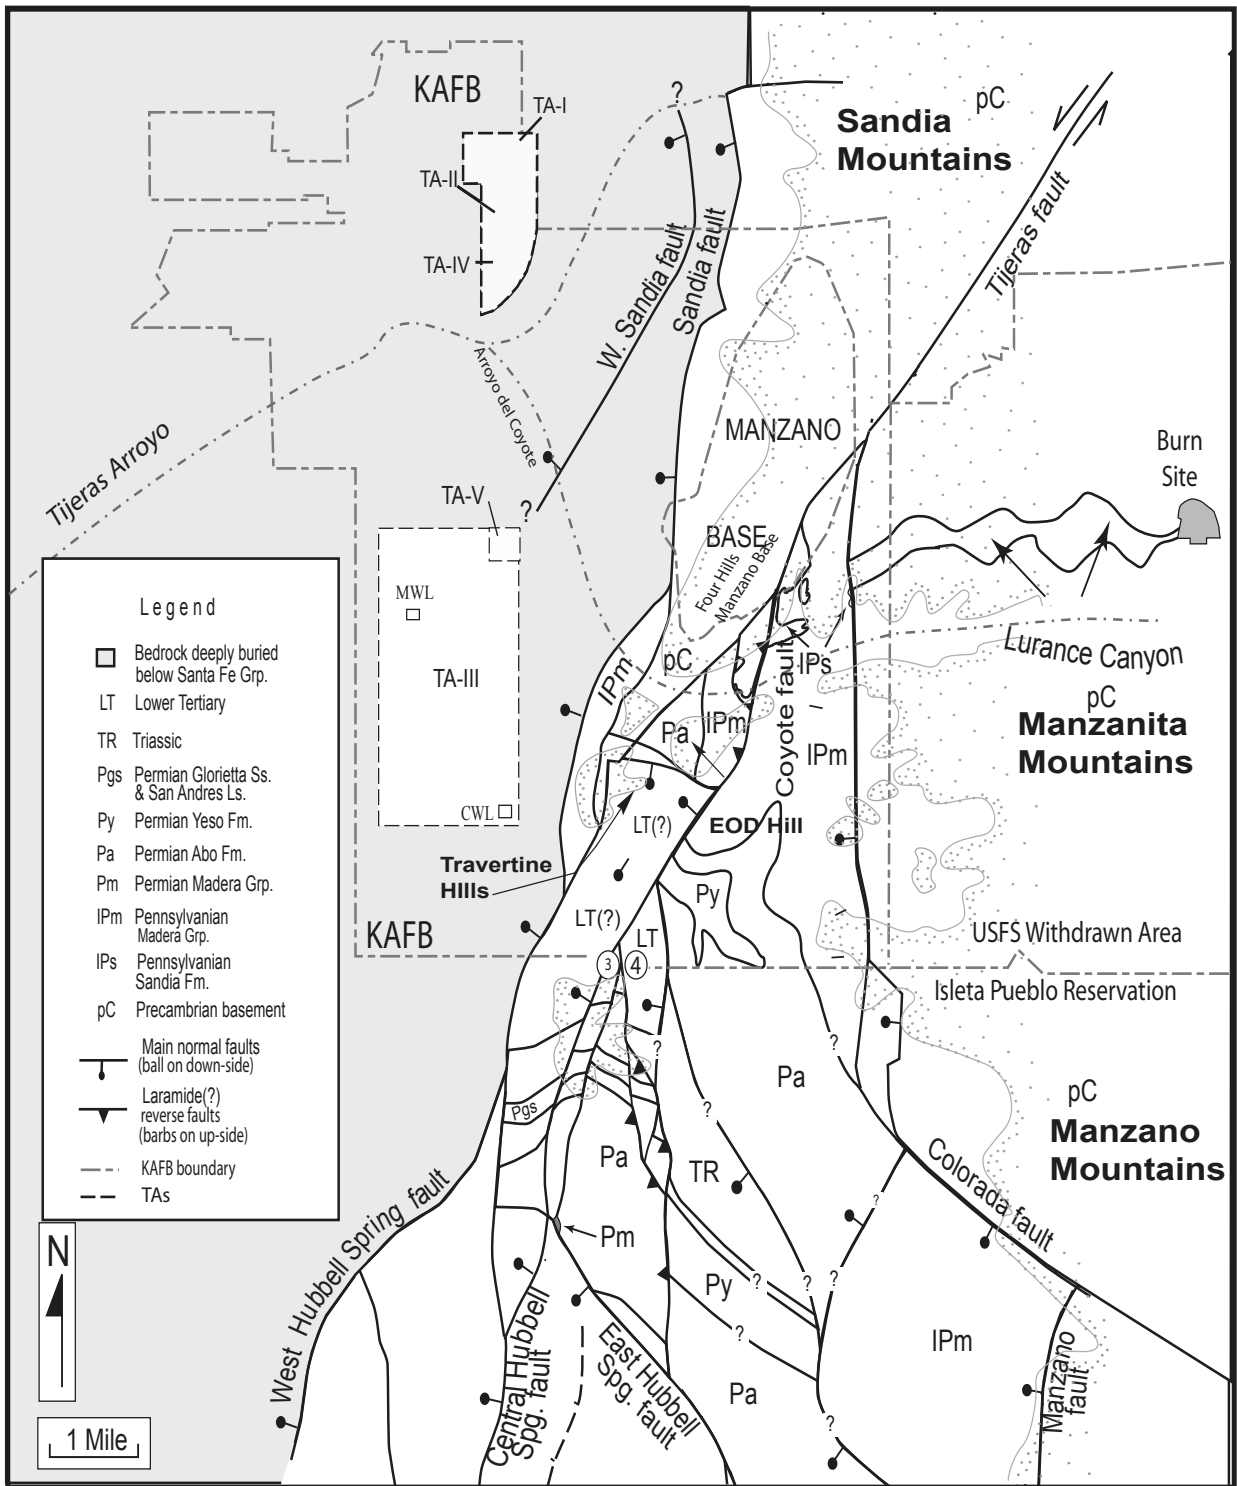 KAFB
TA-I
TA-II
TA-IV
?
pC
Sandia
Mountains
Tijeras fault
W. Sandia fault
Sandia fault
Arroyo del Coyote
Tijeras Arroyo
MANZANO
BASE
Four Hills
Manzano Base
Burn
Site
TA-V
?
MWL
TA-III
CWL
IPm
pC
IPs
Lurance Canyon
pC
Manzanita
Mountains
Pa
IPm
Coyote fault
IPm
LT(?)
EOD Hill
Travertine
HIlls
Py
LT(?)
LT
KAFB
3
4
USFS Withdrawn Area
Isleta Pueblo Reservation
Legend
Bedrock deeply buried
below Santa Fe Grp.
LT Lower Tertiary
TR Triassic
Pgs Permian Glorietta Ss.
& San Andres Ls.
Py Permian Yeso Fm.
Pa Permian Abo Fm.
Pm Permian Madera Grp.
IPm Pennsylvanian
Madera Grp.
IPs Pennsylvanian
Sandia Fm.
pC Precambrian basement
Main normal faults
(ball on down-side)
Laramide(?)
reverse faults
(barbs on up-side)
KAFB boundary
TAs
?
?
?
Pa
pC
Manzano
Mountains
Pgs
Pa
TR
Colorada fault
?
Pm
Py
?
?
?
?
West Hubbell Spring fault
Central Hubbell
Spg. fault
East Hubbell
Spg. fault
Pa
IPm
Manzano
fault
?
N
1 Mile